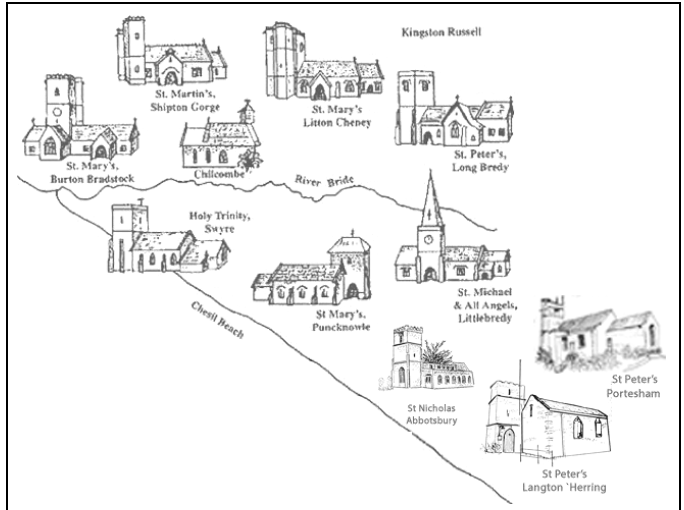 Kingston Russell
St. Martin's,
Shipton Gorge
St. Mary's
Litton Cheney
St. Peter's,
Long Bredy
St. Mary's,
Burton Bradstock
Chilcombe
River Bride
Holy Trinity,
Swyre
St. Michael
& All Angels,
Littlebredy
St Mary's,
Puncknowle
Chesil Beach
St Peter's
Portesham
St Nicholas
Abbotsbury
St Peter's
Langton `Herring